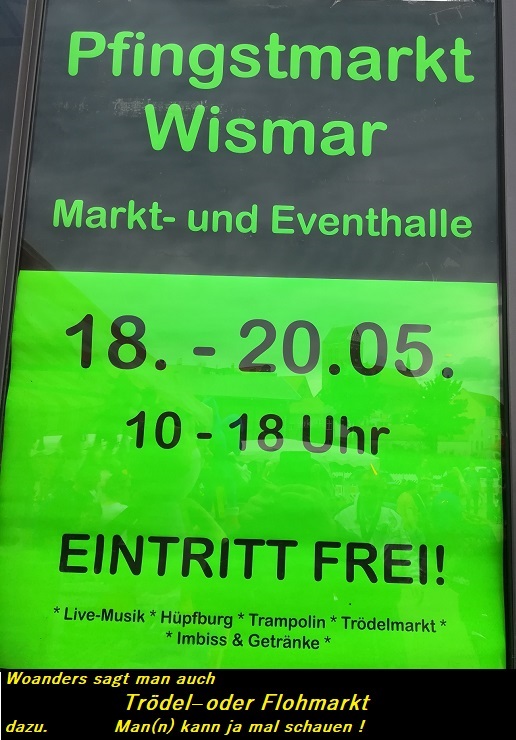 Pfingstmarkt
Wismar
Markt- und Eventhalle
18. - 20.05.
10 - 18 Uhr
EINTRITT FREI!
* Live-Musik * Hüpfburg * Trampolin * Trödelmarkt *
* Imbiss & Getränke *
Woanders sagt man auch
Trödel-oder Flohmarkt
dazu. Man(n) kann ja mal schauen !